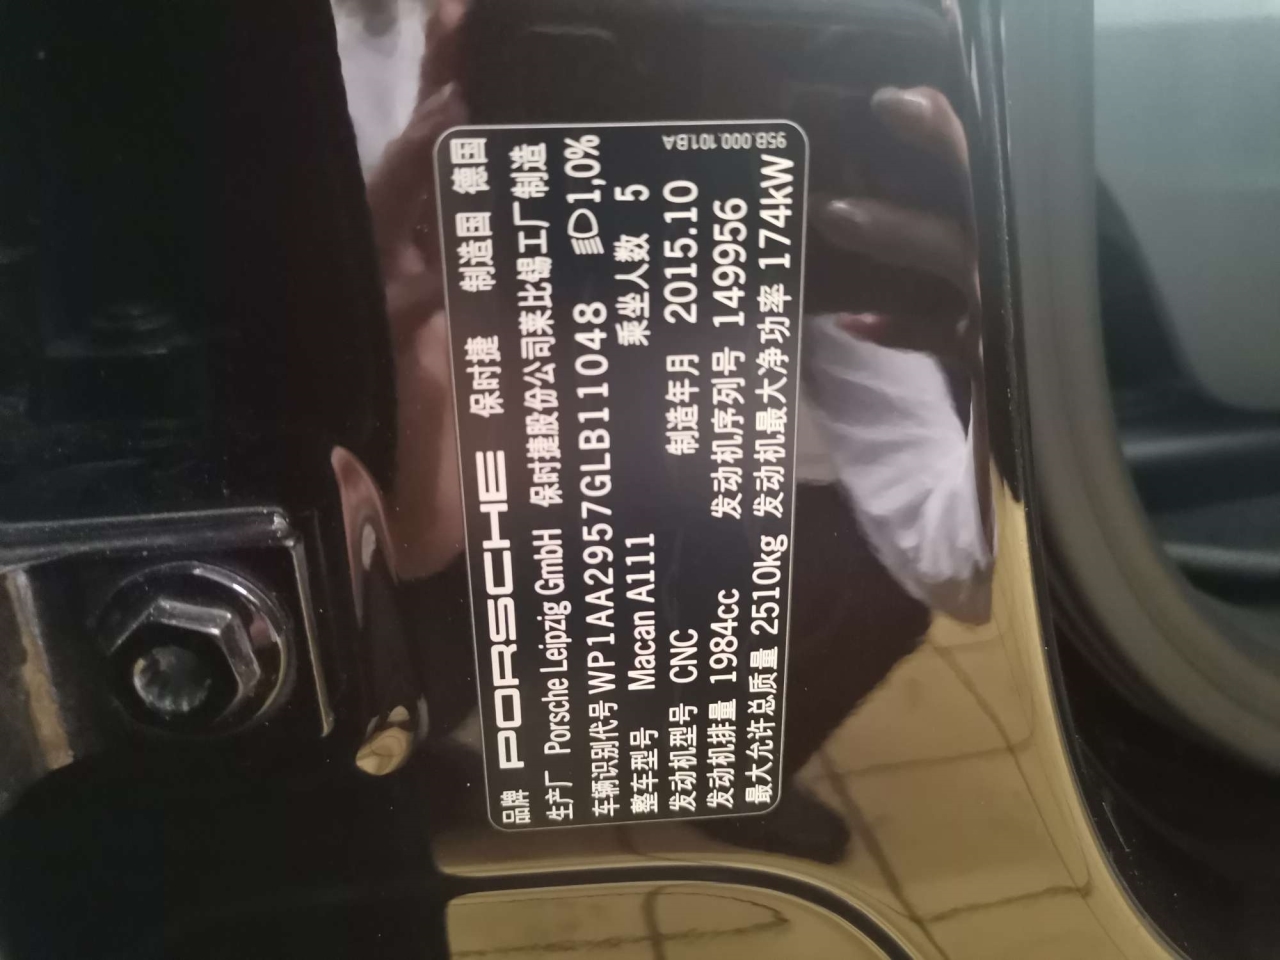 品牌 PORSCHE 保时捷 制造国 德国
生产厂 Porsche Leipzig GmbH 保时捷股份公司莱比锡工厂制造
车辆识别代号 WP1AA2957GLB11048 1,0%
整车型号 Macan A111 乘坐人数 5
发动机型号 CNC 制造年月 2015.10
发动机排量 1984cc 发动机序列号 149956
最大允许总质量 2510kg 发动机最大净功率 174kW
95B.000.101.BA